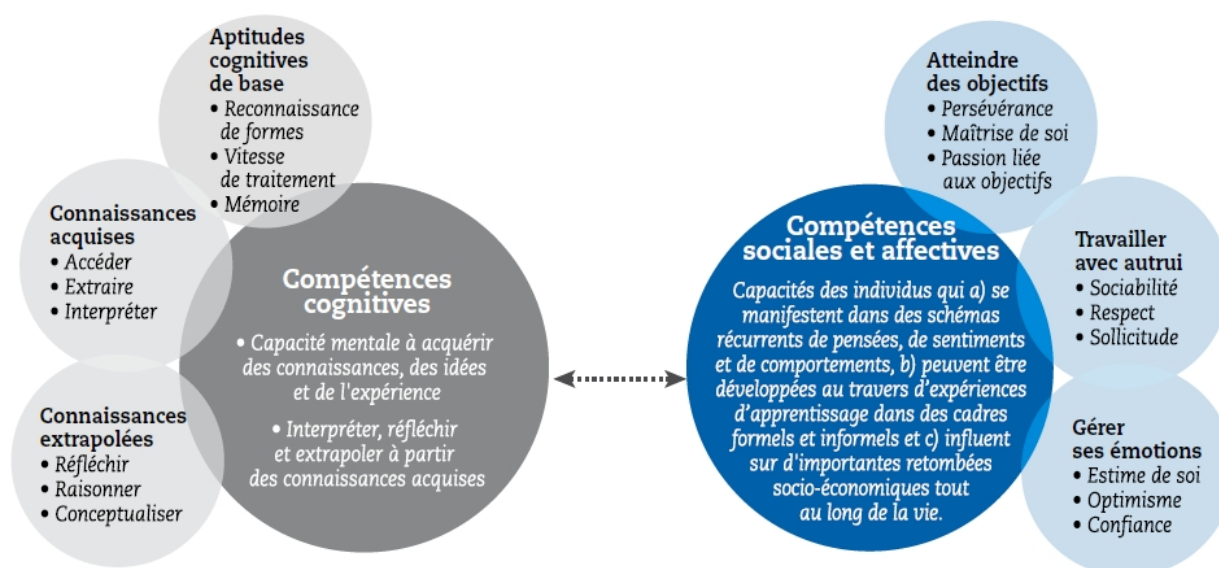 Aptitudes
cognitives
de base
• Reconnaissance
de formes
• Vitesse
de traitement
• Mémoire
Connaissances
acquises
• Accéder
• Extraire
• Interpréter
Connaissances
extrapolées
• Réfléchir
• Raisonner
• Conceptualiser
Compétences
cognitives
• Capacité mentale à acquérir
des connaissances, des idées
et de l'expérience
• Interpréter, réfléchir
et extrapoler à partir
des connaissances acquises
Compétences
sociales et affectives
Capacités des individus qui a) se
manifestent dans des schémas
récurrents de pensées, de sentiments
et de comportements, b) peuvent être
développées au travers d’expériences
d’apprentissage dans des cadres
formels et informels et c) influent
sur d'importantes retombées
socio-économiques tout
au long de la vie.
Atteindre
des objectifs
• Persévérance
• Maîtrise de soi
• Passion liée
aux objectifs
Travailler
avec autrui
• Sociabilité
• Respect
• Sollicitude
Gérer
ses émotions
• Estime de soi
• Optimisme
• Confiance